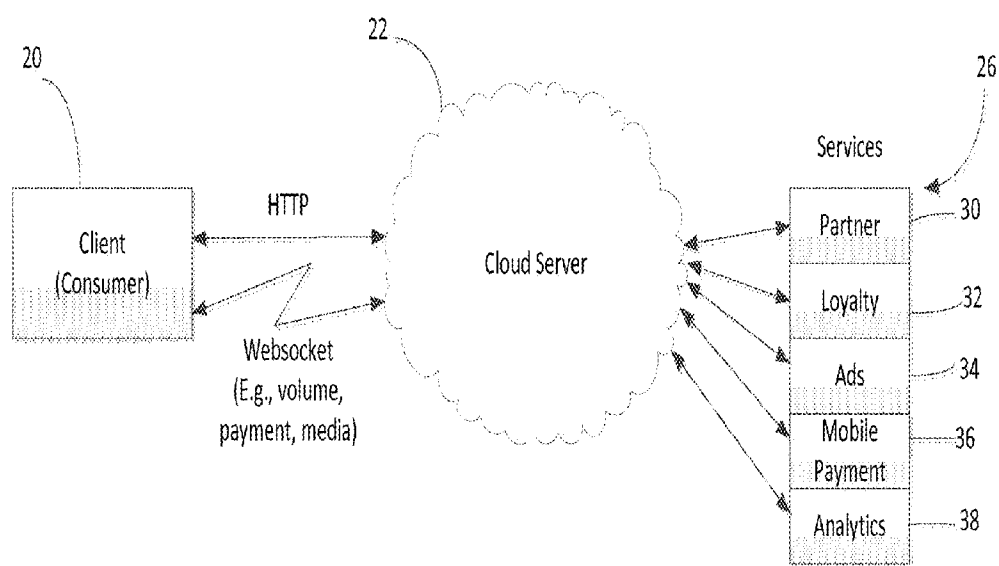 22
20
26
Services
HTTP
Client
(Consumer)
Cloud Server
Websocket
(E.g., volume,
payment, media)
Partner
30
Loyalty
32
Ads
34
Mobile
Payment
36
Analytics
38